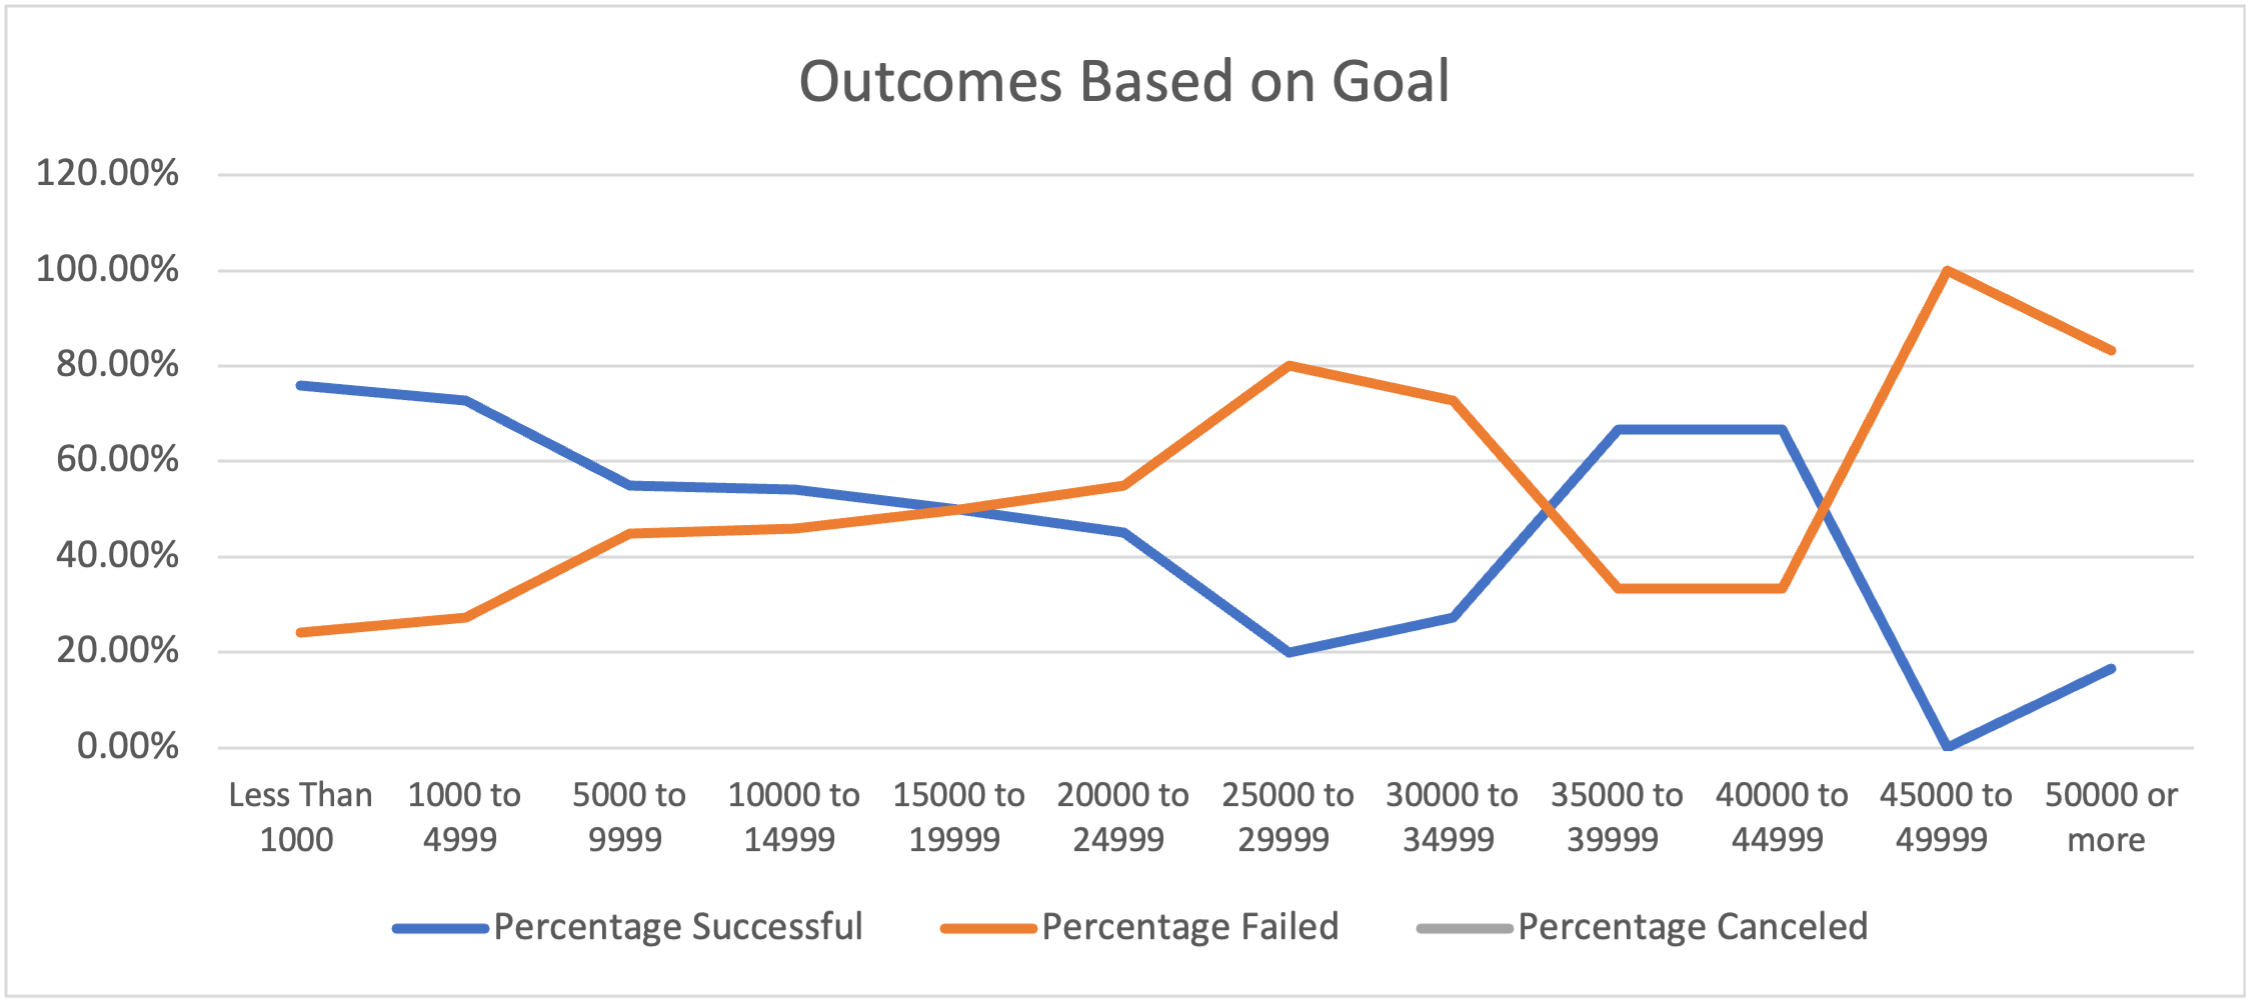 Outcomes Based on Goal
120.00%
100.00%
80.00%
60.00%
40.00%
20.00%
0.00%
Less Than 1000 to 5000 to 10000 to 15000 to 20000 to 25000 to 30000 to 35000 to 40000 to 45000 to 50000 or
1000 4999 9999 14999 19999 24999 29999 34999 39999 44999 49999 more
Percentage Successful Percentage Failed Percentage Canceled